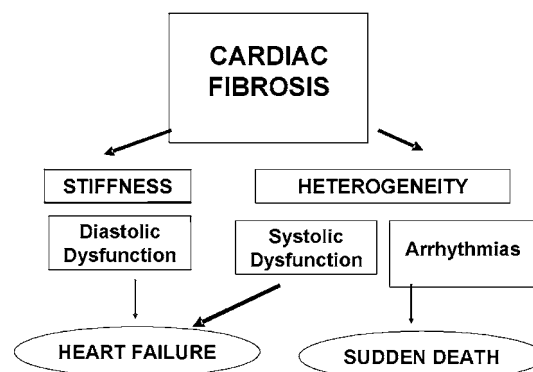 CARDIAC
FIBROSIS
STIFFNESS
HETEROGENEITY
Diastolic
Dysfunction
Systolic
Dysfunction
Arrhythmias
HEART FAILURE
SUDDEN DEATH